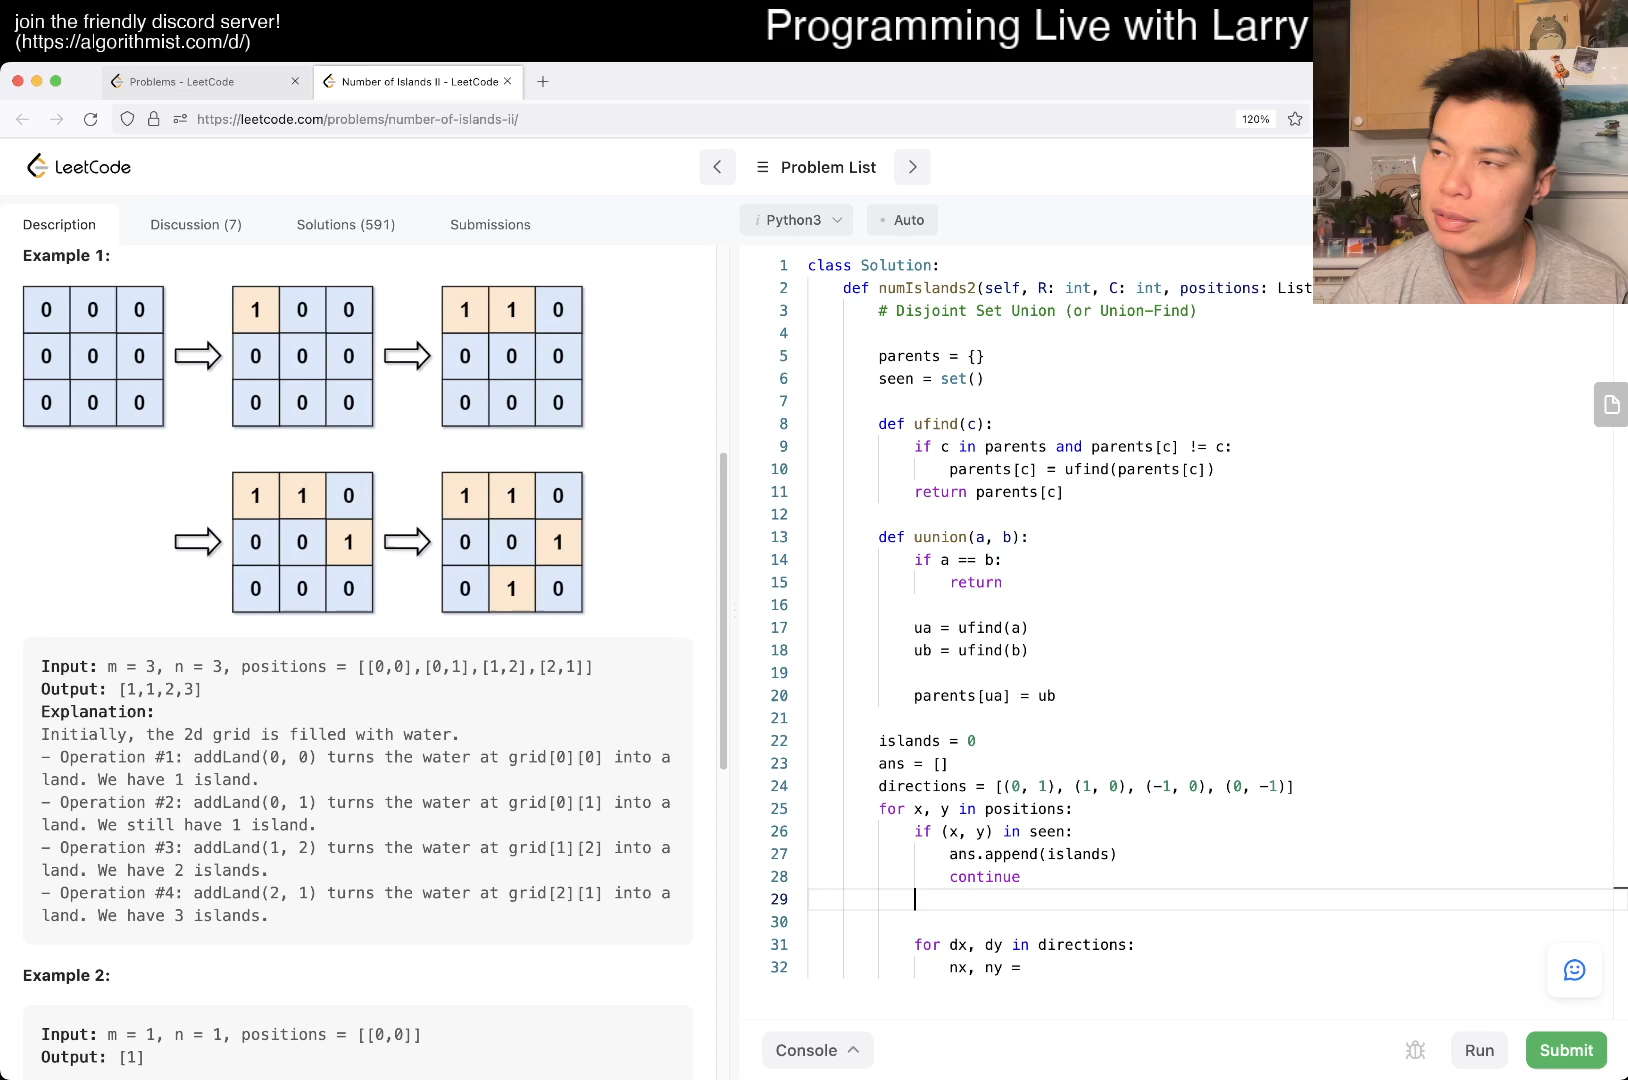 join the friendly discord server!
(https://algorithmist.com/d/)
Programming Live with Larry
Problems - LeetCode
Number of Islands II - LeetCode
https://leetcode.com/problems/number-of-islands-ii/
120%
LeetCode
Problem List
Description
Discussion (7)
Solutions (591)
Submissions
i Python3
Auto
Example 1:
0 0 0 1 0 0 1 1 0
0 0 0 0 0 0 0 0 0
0 0 0 0 0 0 0 0 0
1 1 0 1 1 0
0 0 1 0 0 1
0 0 0 0 1 0
Input: m = 3, n = 3, positions = [[0,0],[0,1],[1,2],[2,1]]
Output: [1,1,2,3]
Explanation:
Initially, the 2d grid is filled with water.
- Operation #1: addLand(0, 0) turns the water at grid[0][0] into a
land. We have 1 island.
- Operation #2: addLand(0, 1) turns the water at grid[0][1] into a
land. We still have 1 island.
- Operation #3: addLand(1, 2) turns the water at grid[1][2] into a
land. We have 2 islands.
- Operation #4: addLand(2, 1) turns the water at grid[2][1] into a
land. We have 3 islands.
Example 2:
Input: m = 1, n = 1, positions = [[0,0]]
Output: [1]
1 class Solution:
2 def numIslands2(self, R: int, C: int, positions: List
3 # Disjoint Set Union (or Union-Find)
4
5 parents = {}
6 seen = set()
7
8 def ufind(c):
9 if c in parents and parents[c] != c:
10 parents[c] = ufind(parents[c])
11 return parents[c]
12
13 def uunion(a, b):
14 if a == b:
15 return
16
17 ua = ufind(a)
18 ub = ufind(b)
19
20 parents[ua] = ub
21
22 islands = 0
23 ans = []
24 directions = [(0, 1), (1, 0), (-1, 0), (0, -1)]
25 for x, y in positions:
26 if (x, y) in seen:
27 ans.append(islands)
28 continue
29
30
31 for dx, dy in directions:
32 nx, ny =
Console
Run
Submit